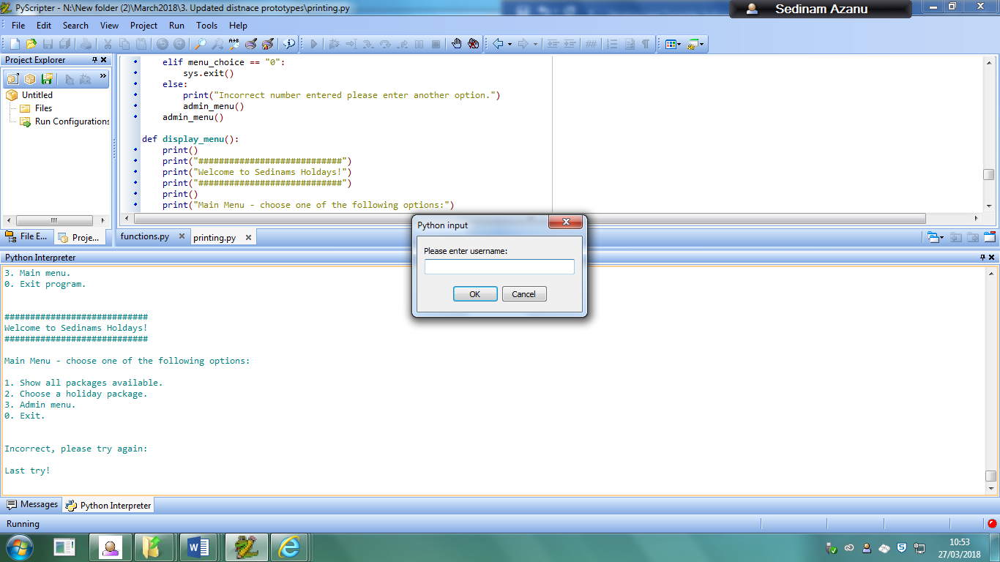 PyScripter - N:\New folder (2)\March2018\3. Updated distnace prototypes\printing.py
Sedinam Azanu
File Edit Search View Project Run Tools Help
Project Explorer
Untitled
Files
Run Configurations
File E...
Proje...
elif menu_choice == "0":
sys.exit()
else:
print("Incorrect number entered please enter another option.")
admin_menu()
admin_menu()
def display_menu():
print()
print("############################")
print("Welcome to Sedinams Holdays!")
print("############################")
print()
print("Main Menu - choose one of the following options:")
functions.py
printing.py
Python input
Please enter username:
OK
Cancel
Python Interpreter
3. Main menu.
0. Exit program.
############################
Welcome to Sedinams Holdays!
############################
Main Menu - choose one of the following options:
1. Show all packages available.
2. Choose a holiday package.
3. Admin menu.
0. Exit.
Incorrect, please try again:
Last try!
Messages
Python Interpreter
Running
10:53
27/03/2018